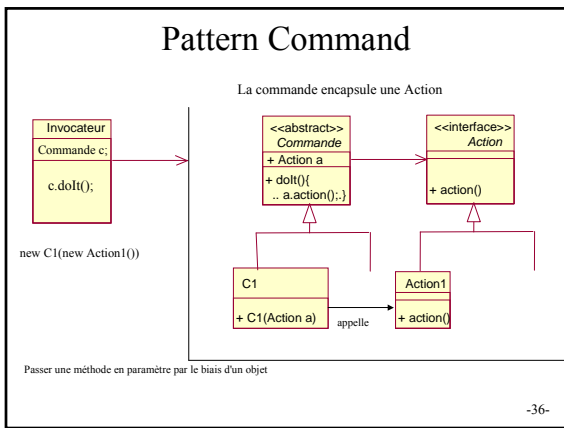 Pattern Command
La commande encapsule une Action
Invocateur
Commande c;
c.doIt();
new C1(new Action1())
<<abstract>>
Commande
+ Action a
+ doIt(){
.. a.action();.}
<<interface>>
Action
+ action()
C1
+ C1(Action a)
appelle
Action1
+ action()
Passer une méthode en paramètre par le biais d'un objet
-36-